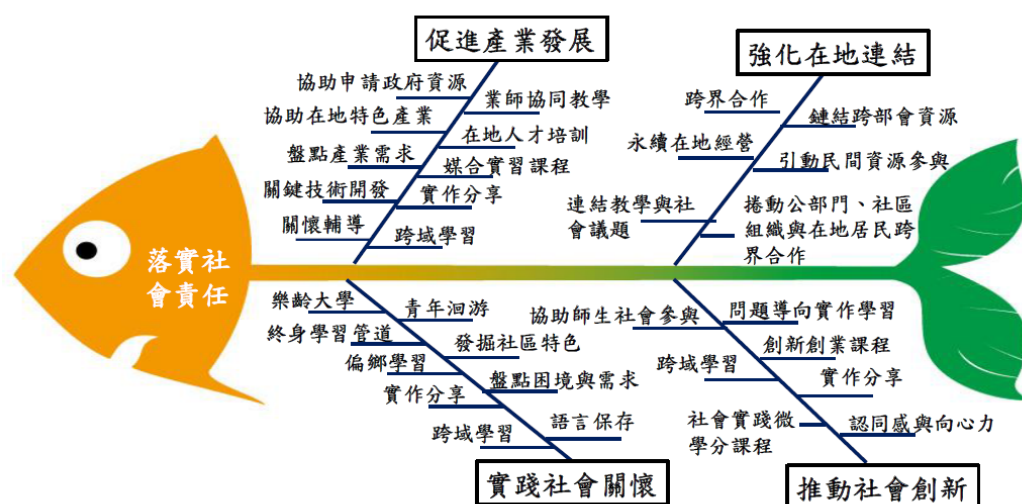 促進產業發展
協助申請政府資源
業師協同教學
協助在地特色產業
在地人才培訓
盤點產業需求
媒合實習課程
關鍵技術開發
實作分享
關懷輔導
跨域學習
強化在地連結
跨界合作
鏈結跨部會資源
永續在地經營
引動民間資源參與
連結教學與社
會議題
捲動公部門、社區
組織與在地居民跨
界合作
落實社
會責任
樂齡大學
青年洄游
終身學習管道
發掘社區特色
偏鄉學習
盤點困境與需求
實作分享
語言保存
跨域學習
實踐社會關懷
協助師生社會參與
問題導向實作學習
創新創業課程
跨域學習
實作分享
社會實踐微
學分課程
認同感與向心力
推動社會創新